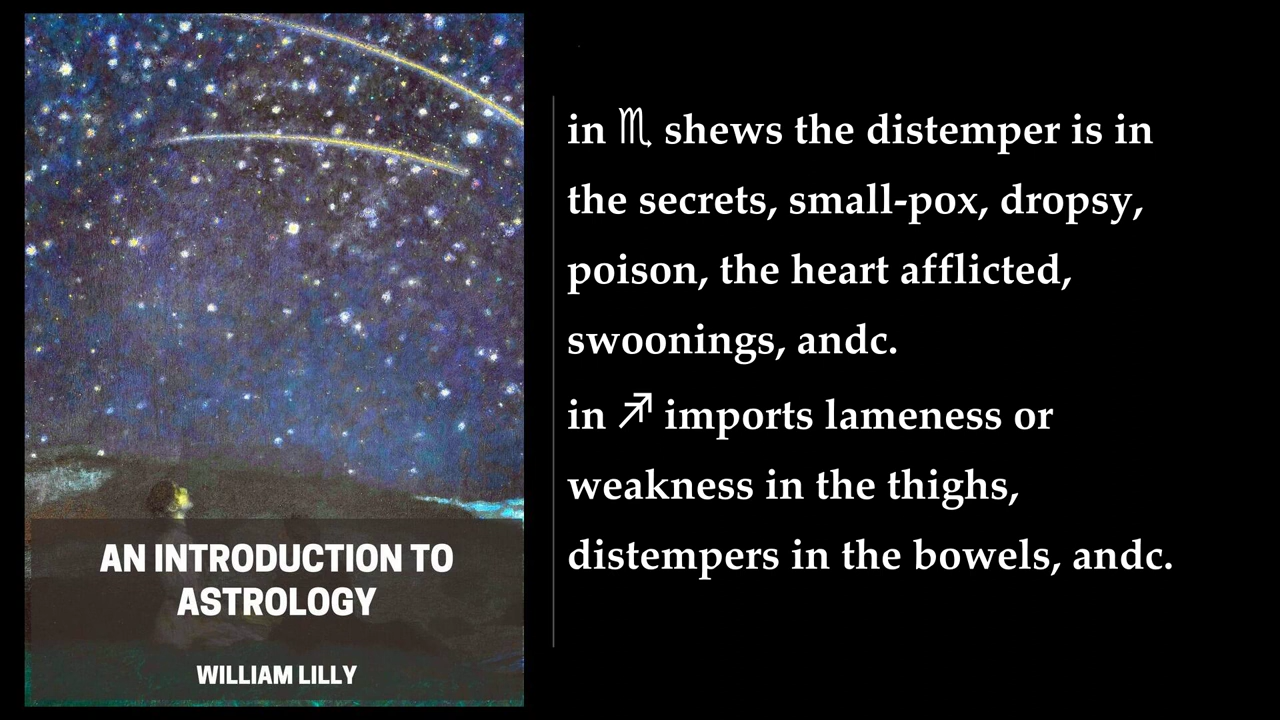 AN INTRODUCTION TO
ASTROLOGY
WILLIAM LILLY
in ♏ shews the distemper is in
the secrets, small-pox, dropsy,
poison, the heart afflicted,
swoonings, andc.
in ♐ imports lameness or
weakness in the thighs,
distempers in the bowels, andc.